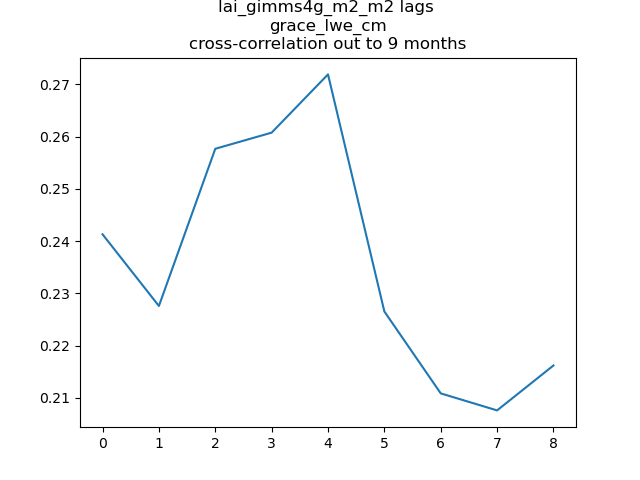 lai_gimms4g_m2_m2 lags
grace_lwe_cm
cross-correlation out to 9 months
0.27
0.26
0.25
0.24
0.23
0.22
0.21
0 1 2 3 4 5 6 7 8